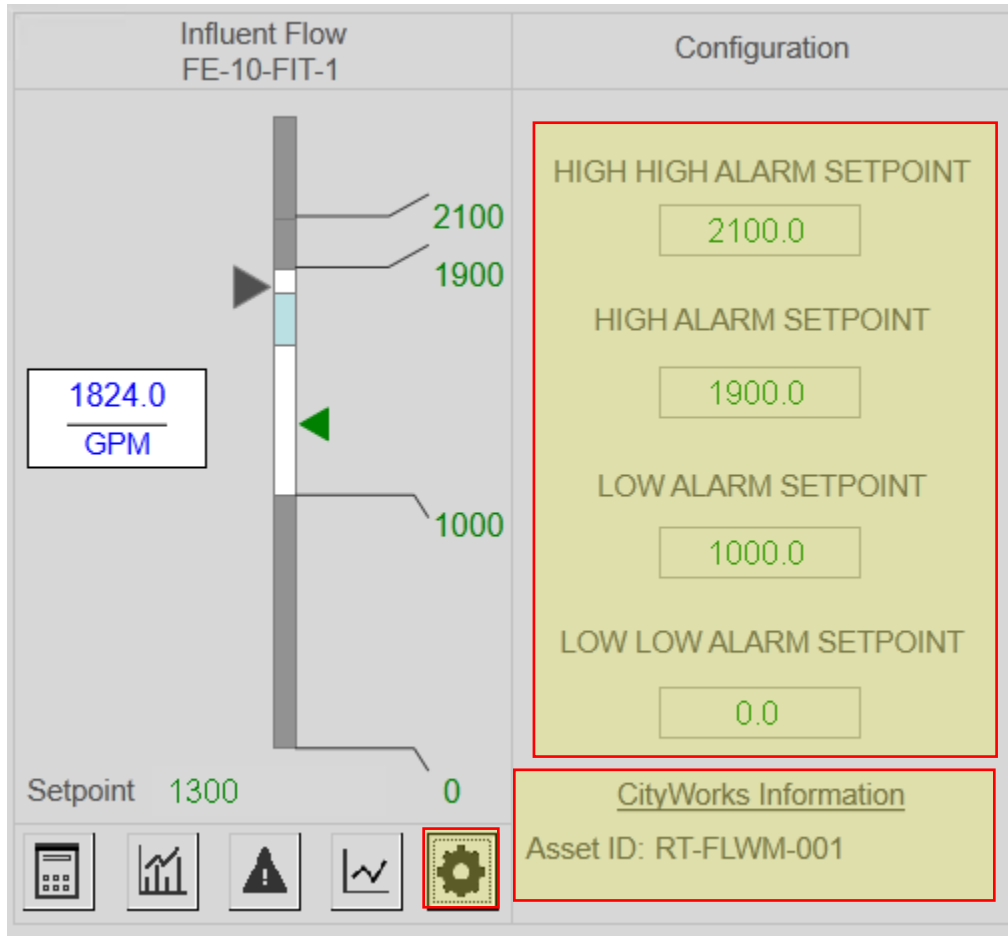 Influent Flow
FE-10-FIT-1
2100
1900
1824.0
GPM
1000
Setpoint 1300
0
Configuration
HIGH HIGH ALARM SETPOINT
2100.0
HIGH ALARM SETPOINT
1900.0
LOW ALARM SETPOINT
1000.0
LOW LOW ALARM SETPOINT
0.0
CityWorks Information
Asset ID: RT-FLWM-001